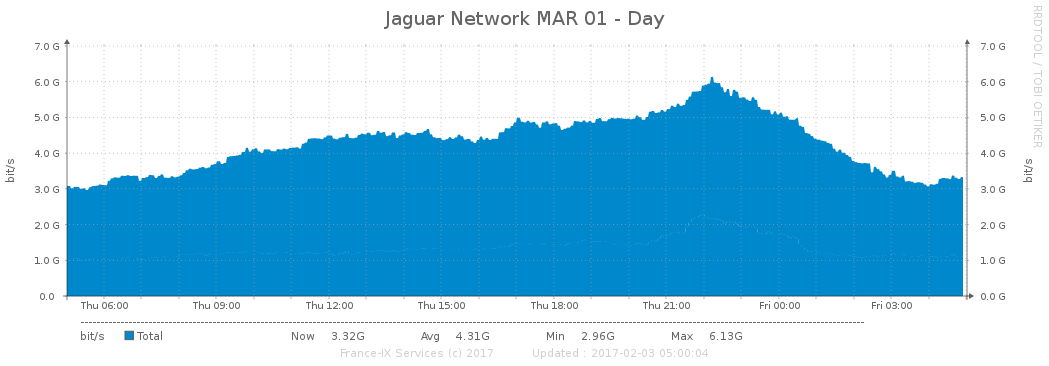 Jaguar Network MAR 01 - Day
RRDTOOL / TOBI OETIKER
7.0 G 7.0 G
6.0 G 6.0 G
5.0 G 5.0 G
4.0 G 4.0 G
3.0 G 3.0 G
2.0 G 2.0 G
1.0 G 1.0 G
0.0 0.0 G
bit/s
bit/s
Thu 06:00 Thu 09:00 Thu 12:00 Thu 15:00 Thu 18:00 Thu 21:00 Fri 00:00 Fri 03:00
bit/s Total Now 3.32G Avg 4.31G Min 2.96G Max 6.13G
France-IX Services (c) 2017 Updated : 2017-02-03 05:00:04